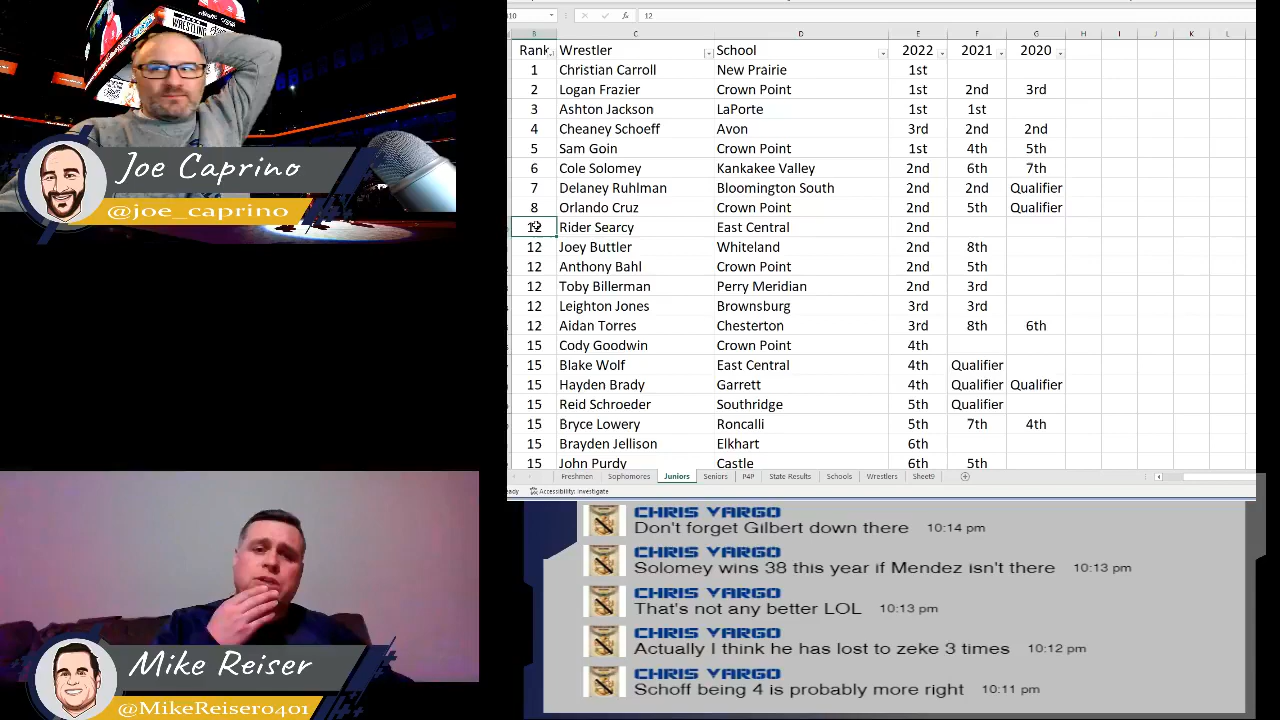 WRESTLING
Joe Caprino
@joe_caprino
Mike Reiser
@MikeReiser0401
12
B C D E F G H I J K L
Rank Wrestler School 2022 2021 2020
1 Christian Carroll New Prairie 1st
2 Logan Frazier Crown Point 1st 2nd 3rd
3 Ashton Jackson LaPorte 1st 1st
4 Cheaney Schoeff Avon 3rd 2nd 2nd
5 Sam Goin Crown Point 1st 4th 5th
6 Cole Solomey Kankakee Valley 2nd 6th 7th
7 Delaney Ruhlman Bloomington South 2nd 2nd Qualifier
8 Orlando Cruz Crown Point 2nd 5th Qualifier
12 Rider Searcy East Central 2nd
12 Joey Buttler Whiteland 2nd 8th
12 Anthony Bahl Crown Point 2nd 5th
12 Toby Billerman Perry Meridian 2nd 3rd
12 Leighton Jones Brownsburg 3rd 3rd
12 Aidan Torres Chesterton 3rd 8th 6th
15 Cody Goodwin Crown Point 4th
15 Blake Wolf East Central 4th Qualifier
15 Hayden Brady Garrett 4th Qualifier Qualifier
15 Reid Schroeder Southridge 5th Qualifier
15 Bryce Lowery Roncalli 5th 7th 4th
15 Brayden Jellison Elkhart 6th
15 John Purdy Castle 6th 5th
Freshmen Sophomores Juniors Seniors P4P State Results Schools Wrestlers Sheet9
Accessibility: Investigate
CHRIS VARGO
Don't forget Gilbert down there 10:14 pm
CHRIS VARGO
Solomey wins 38 this year if Mendez isn't there 10:13 pm
CHRIS VARGO
That's not any better LOL 10:13 pm
CHRIS VARGO
Actually I think he has lost to zeke 3 times 10:12 pm
CHRIS VARGO
Schoff being 4 is probably more right 10:11 pm